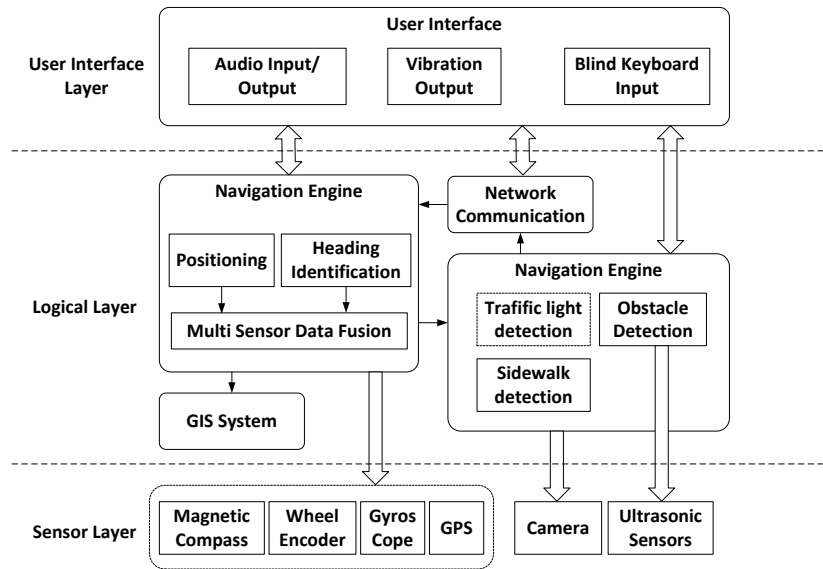 User Interface
User Interface
Layer
Audio Input/
Output
Vibration
Output
Blind Keyboard
Input
Logical Layer
Navigation Engine
Positioning
Heading
Identification
Multi Sensor Data Fusion
GIS System
Network
Communication
Navigation Engine
Trafific light
detection
Obstacle
Detection
Sidewalk
detection
Sensor Layer
Magnetic
Compass
Wheel
Encoder
Gyros
Cope
GPS
Camera
Ultrasonic
Sensors